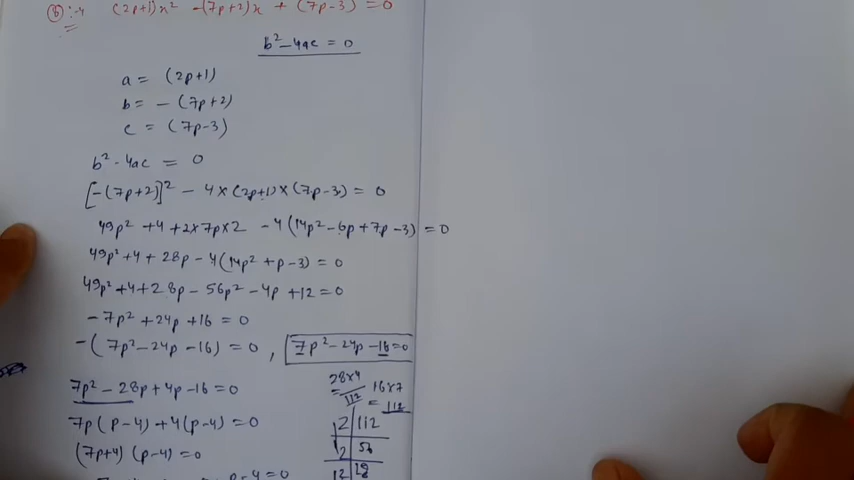 (8) :→ (2p+1)x² -(7p+2)x + (7p-3) = 0
b²-4ac = 0
a = (2p+1)
b = -(7p+2)
c = (7p-3)
b²-4ac = 0
[-(7p+2)]² - 4×(2p+1)×(7p-3) = 0
49p² +4 +2×7p×2 -4(14p²-6p+7p-3) = 0
49p²+4+28p-4(14p²+p-3) = 0
49p²+4+28p-56p²-4p+12 = 0
-7p²+24p+16 = 0
-(7p²-24p-16) = 0 , 7p²-24p-16=0
7p²-28p+4p-16 = 0
28×4
= 112
16×7
= 112
7p(p-4)+4(p-4) = 0
2 | 112
(7p+4)(p-4) = 0
2 | 56
2 | 28
p-4 = 0